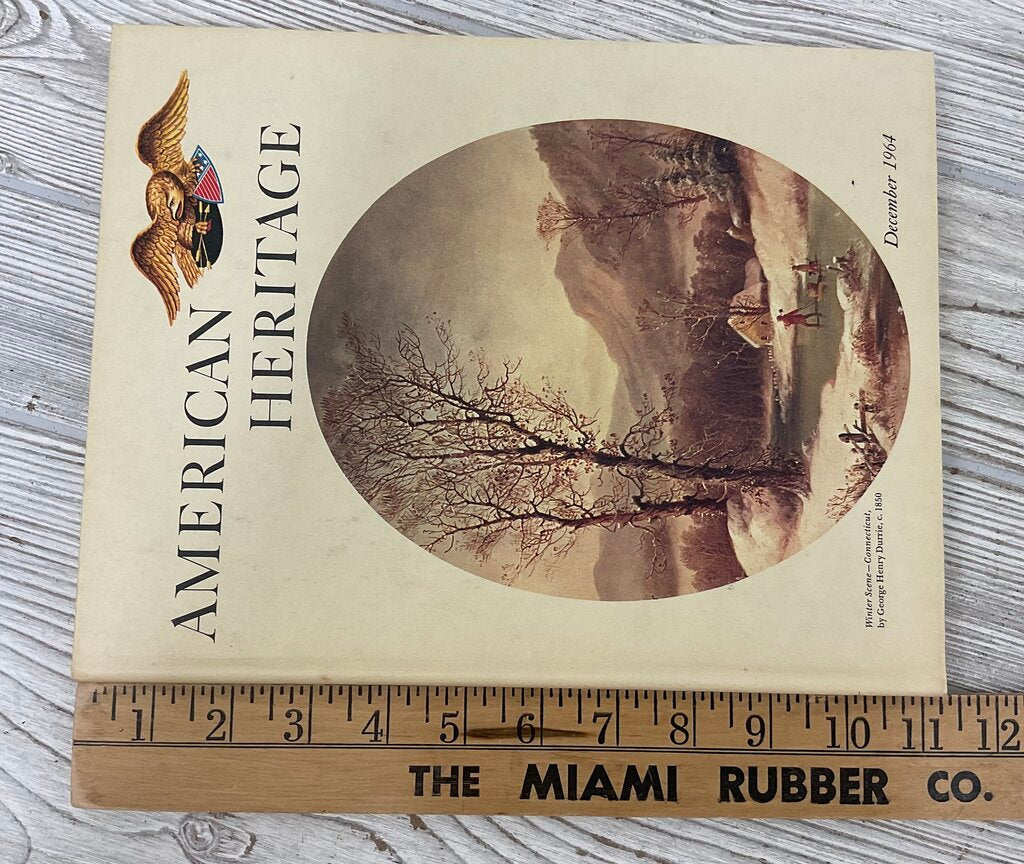 AMERICAN
HERITAGE
December 1964
Winter Scene—Connecticut,
by George Henry Durrie, c. 1850
1 2 3 4 5 6 7 8 9 10 11 12
THE MIAMI RUBBER CO.